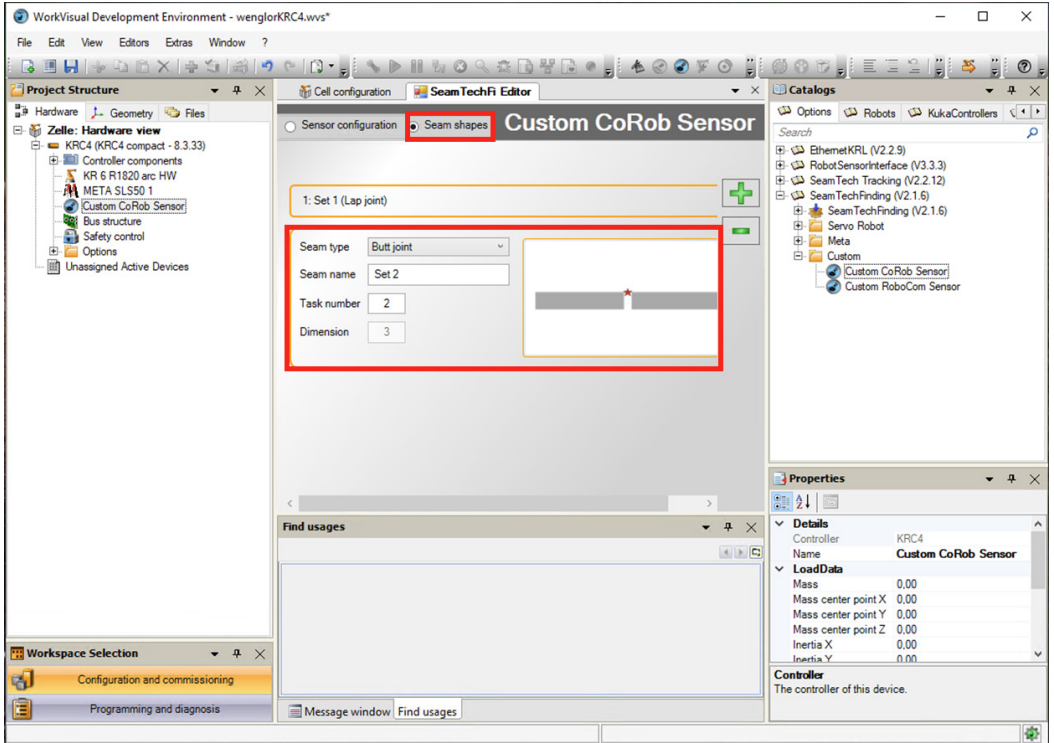 WorkVisual Development Environment - wenglorKRC4.wvs*
File Edit View Editors Extras Window ?
Project Structure
Hardware Geometry Files
Zelle: Hardware view
KRC4 (KRC4 compact - 8.3.33)
Controller components
KR 6 R1820 arc HW
META SLS50 1
Custom CoRob Sensor
Bus structure
Safety control
Options
Unassigned Active Devices
Workspace Selection
Configuration and commissioning
Programming and diagnosis
Cell configuration SeamTechFi Editor
Sensor configuration Seam shapes Custom CoRob Sensor
1: Set 1 (Lap joint)
Seam type Butt joint
Seam name Set 2
Task number 2
Dimension 3
Find usages
Message window Find usages
Catalogs
Options Robots KukaControllers
Search
EthernetKRL (V2.2.9)
RobotSensorInterface (V3.3.3)
SeamTech Tracking (V2.2.12)
SeamTechFinding (V2.1.6)
SeamTechFinding (V2.1.6)
Servo Robot
Meta
Custom
Custom CoRob Sensor
Custom RoboCom Sensor
Properties
Details
Controller KRC4
Name Custom CoRob Sensor
LoadData
Mass 0,00
Mass center point X 0,00
Mass center point Y 0,00
Mass center point Z 0,00
Inertia X 0,00
Inertia Y 0,00
Controller
The controller of this device.